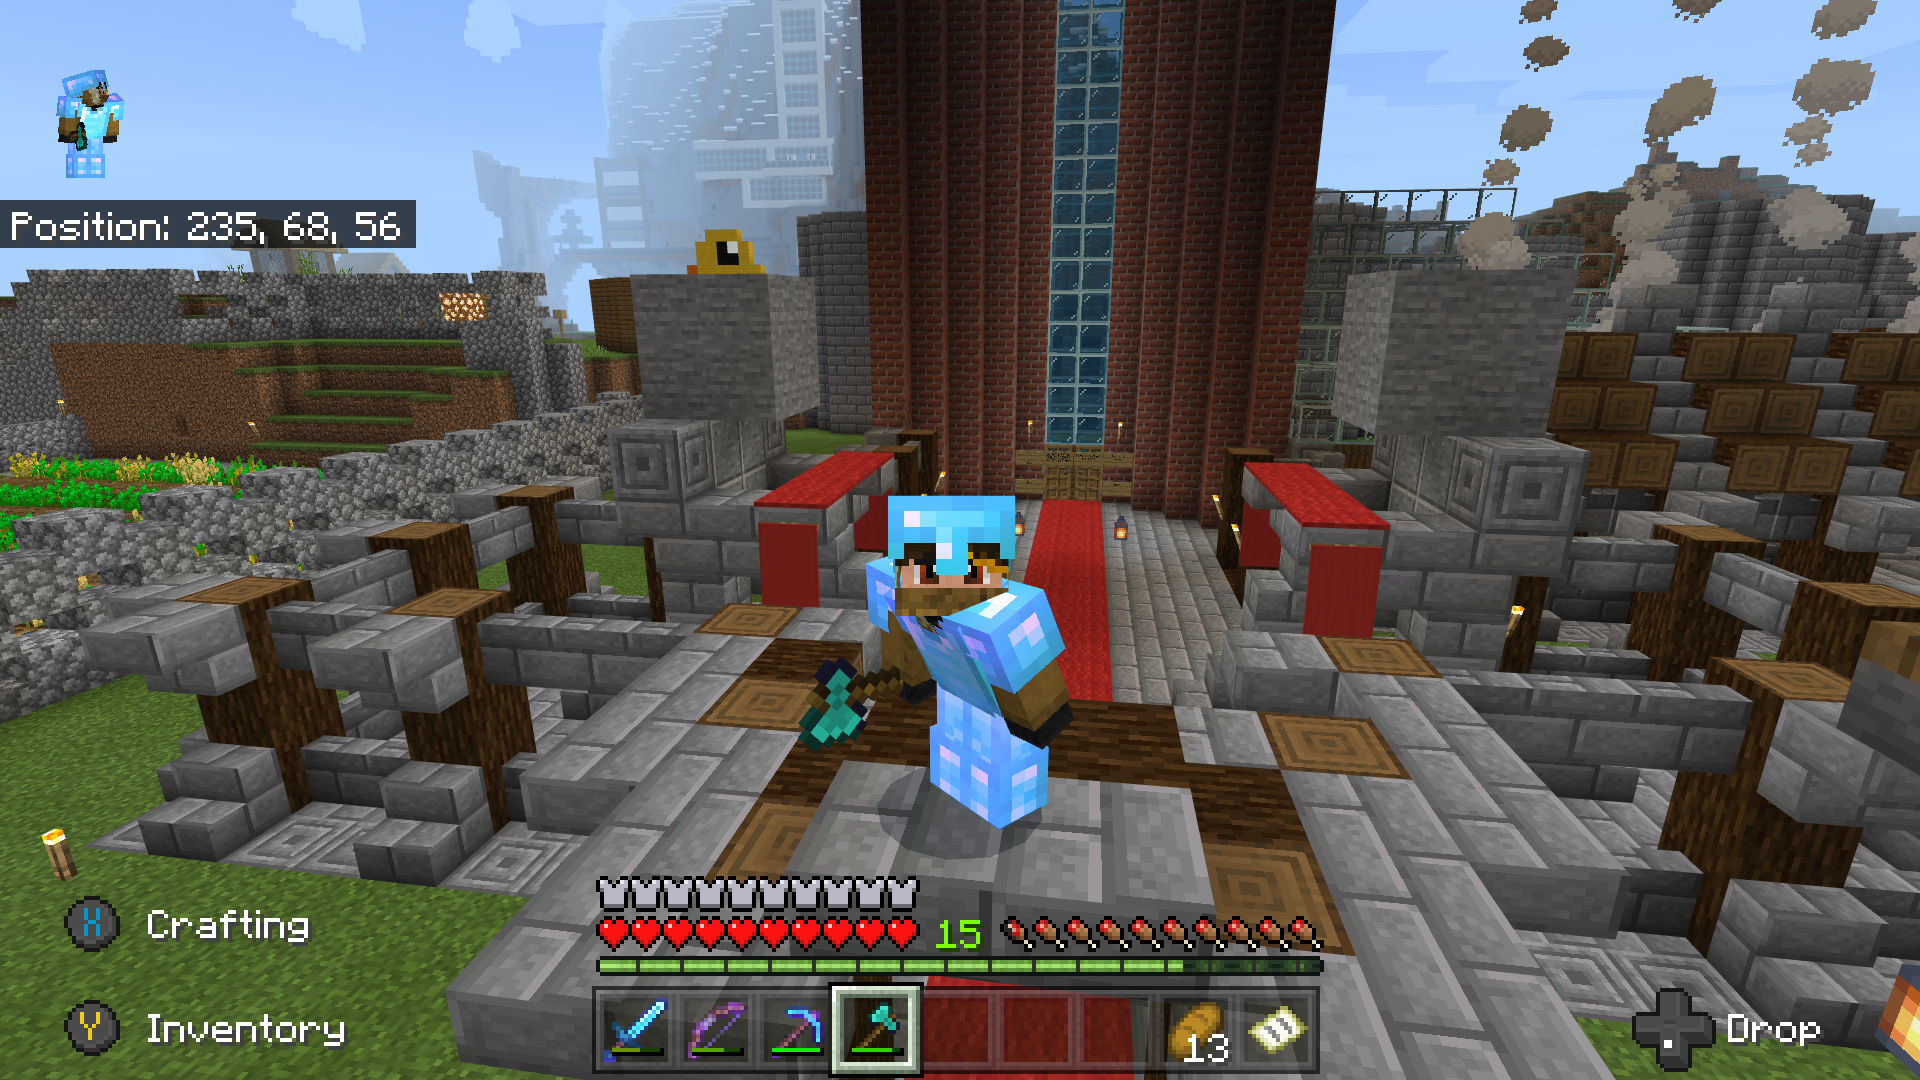 Position: 235, 68, 56
X Crafting
15
Y Inventory
13
Drop